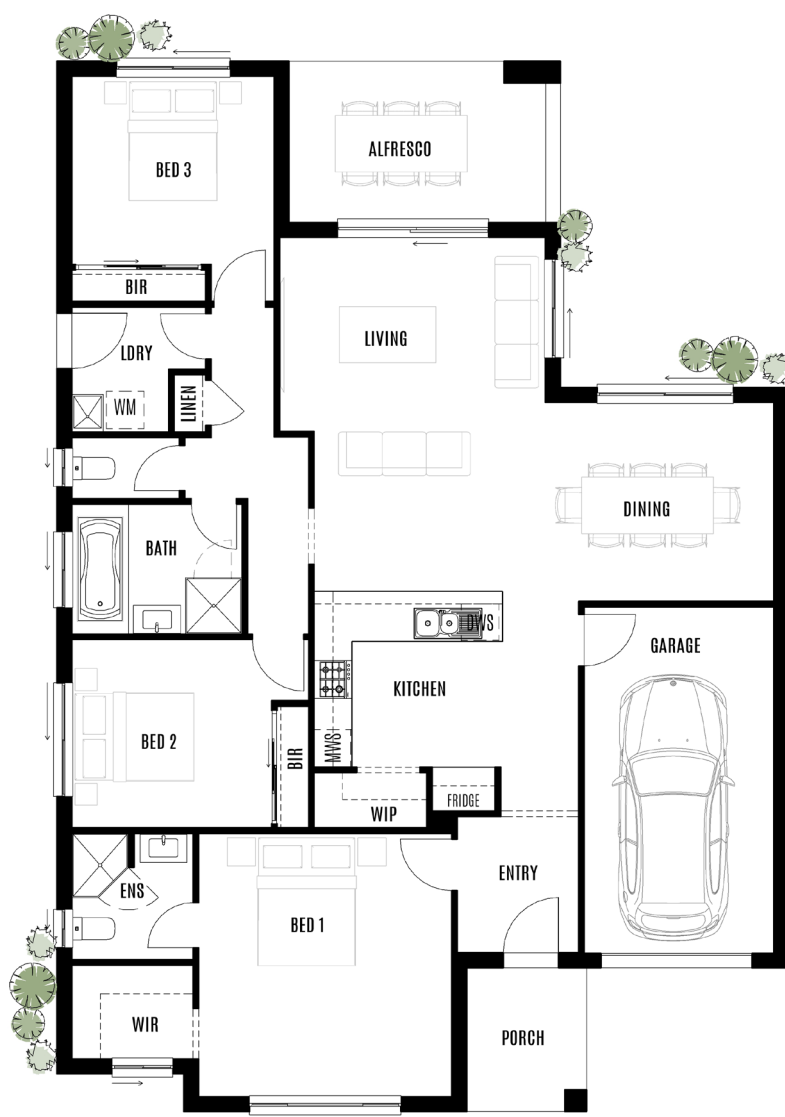 BED 3
ALFRESCO
BIR
LDRY
LIVING
WM
LINEN
DINING
BATH
DWS
GARAGE
KITCHEN
BED 2
BIR
MWS
FRIDGE
WIP
ENTRY
ENS
BED 1
WIR
PORCH